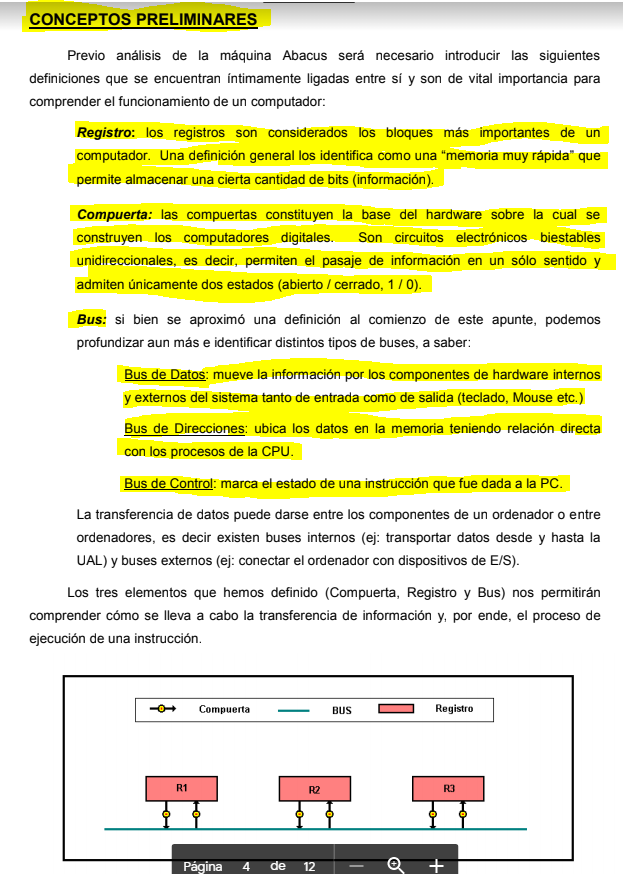 CONCEPTOS PRELIMINARES
Previo análisis de la máquina Abacus será necesario introducir las siguientes
definiciones que se encuentran íntimamente ligadas entre sí y son de vital importancia para
comprender el funcionamiento de un computador:
Registro: los registros son considerados los bloques más importantes de un
computador. Una definición general los identifica como una “memoria muy rápida” que
permite almacenar una cierta cantidad de bits (información).
Compuerta: las compuertas constituyen la base del hardware sobre la cual se
construyen los computadores digitales. Son circuitos electrónicos biestables
unidireccionales, es decir, permiten el pasaje de información en un sólo sentido y
admiten únicamente dos estados (abierto / cerrado, 1 / 0).
Bus: si bien se aproximó una definición al comienzo de este apunte, podemos
profundizar aun más e identificar distintos tipos de buses, a saber:
Bus de Datos: mueve la información por los componentes de hardware internos
y externos del sistema tanto de entrada como de salida (teclado, Mouse etc.)
Bus de Direcciones: ubica los datos en la memoria teniendo relación directa
con los procesos de la CPU.
Bus de Control: marca el estado de una instrucción que fue dada a la PC.
La transferencia de datos puede darse entre los componentes de un ordenador o entre
ordenadores, es decir existen buses internos (ej: transportar datos desde y hasta la
UAL) y buses externos (ej: conectar el ordenador con dispositivos de E/S).
Los tres elementos que hemos definido (Compuerta, Registro y Bus) nos permitirán
comprender cómo se lleva a cabo la transferencia de información y, por ende, el proceso de
ejecución de una instrucción.
Compuerta BUS Registro
R1 R2 R3
Página 4 de 12